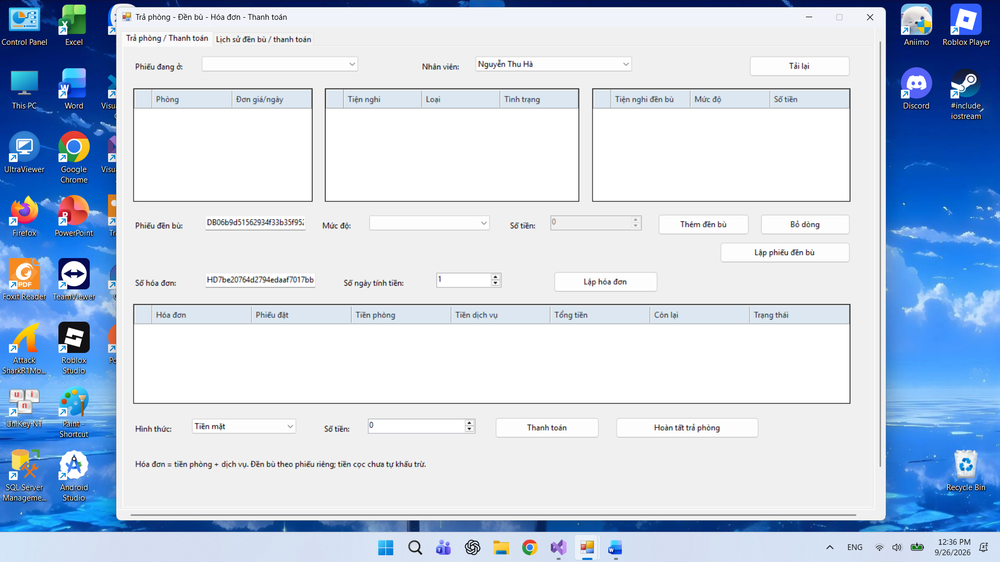 Trả phòng - Đền bù - Hóa đơn - Thanh toán
Trả phòng / Thanh toán
Lịch sử đền bù / thanh toán
Phiếu đang ở:
Nhân viên:
Nguyễn Thu Hà
Tải lại
Phòng
Đơn giá/ngày
Tiện nghi
Loại
Tình trạng
Tiện nghi đền bù
Mức độ
Số tiền
Phiếu đền bù:
DB06b9d51562934f33b35f952
Mức độ:
Số tiền:
0
Thêm đền bù
Bỏ dòng
Lập phiếu đền bù
Số hóa đơn:
HD7be20764d2794edaaf7017bb
Số ngày tính tiền:
1
Lập hóa đơn
Hóa đơn
Phiếu đặt
Tiền phòng
Tiền dịch vụ
Tổng tiền
Còn lại
Trạng thái
Hình thức:
Tiền mặt
Số tiền:
0
Thanh toán
Hoàn tất trả phòng
Hóa đơn = tiền phòng + dịch vụ. Đền bù theo phiếu riêng; tiền cọc chưa tự khấu trừ.
Control Panel
Excel
This PC
Word
UltraViewer
Google
Chrome
Firefox
PowerPoint
Foxit Reader
TeamViewer
Attack
SharkR1Mo...
Roblox
Studio
UniKey NT
Paint -
Shortcut
SQL Server
Manageme...
Android
Studio
Aniimo
Roblox Player
Discord
#include
iostream
Recycle Bin
ENG
12:36 PM
9/26/2026